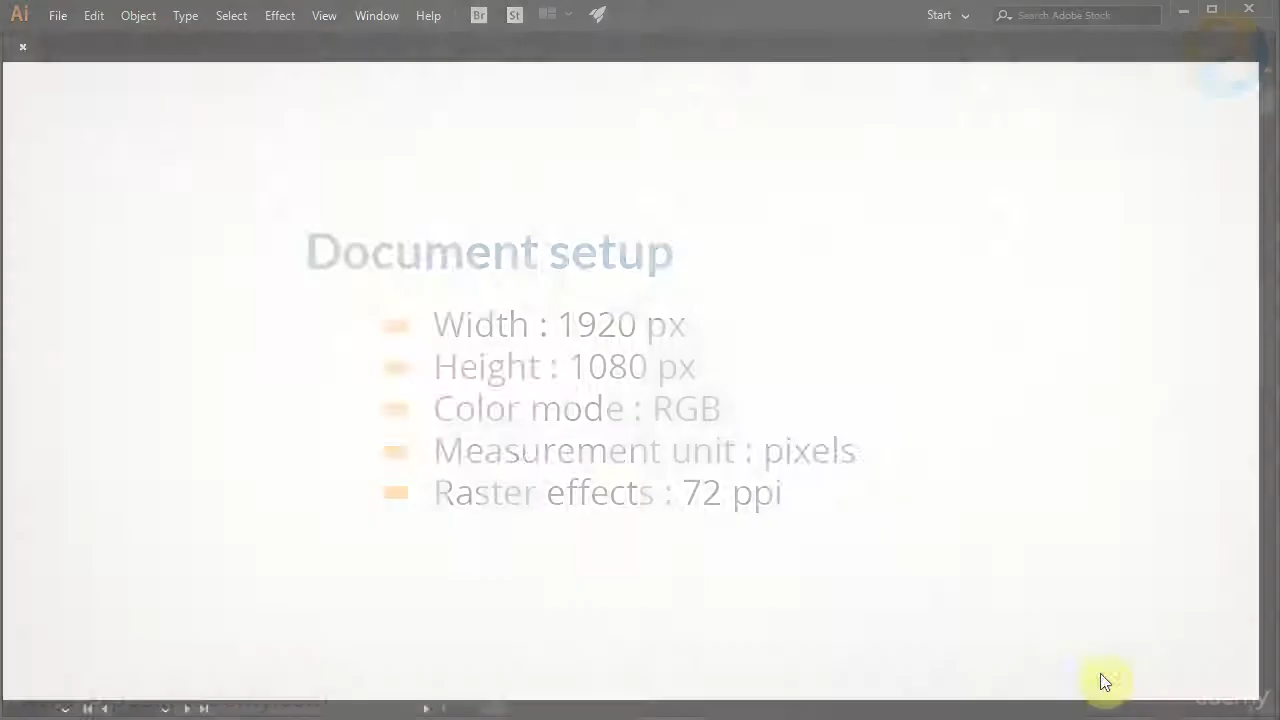 Ai File Edit Object Type Select Effect View Window Help Br St Start Search Adobe Stock
Document setup
Width : 1920 px
Height : 1080 px
Color mode : RGB
Measurement unit : pixels
Raster effects : 72 ppi
udemy